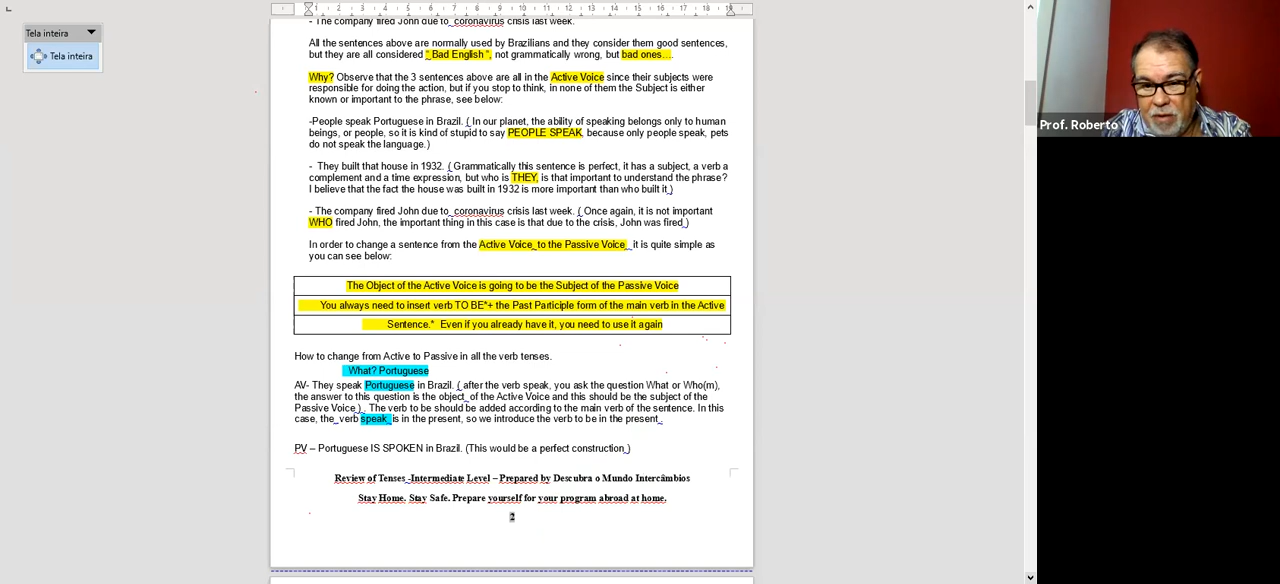 Tela inteira
Tela inteira
1 2 3 4 5 6 7 8 9 10 11 12 13 14 15 16 17 18
- The company fired John due to coronavirus crisis last week.
All the sentences above are normally used by Brazilians and they consider them good sentences,
but they are all considered " Bad English ", not grammatically wrong, but bad ones….
Why? Observe that the 3 sentences above are all in the Active Voice since their subjects were
responsible for doing the action, but if you stop to think, in none of them the Subject is either
known or important to the phrase, see below:
-People speak Portuguese in Brazil. ( In our planet, the ability of speaking belongs only to human
beings, or people, so it is kind of stupid to say PEOPLE SPEAK, because only people speak, pets
do not speak the language.)
- They built that house in 1932. ( Grammatically this sentence is perfect, it has a subject, a verb a
complement and a time expression, but who is THEY, is that important to understand the phrase?
I believe that the fact the house was built in 1932 is more important than who built it.)
- The company fired John due to coronavirus crisis last week. ( Once again, it is not important
WHO fired John, the important thing in this case is that due to the crisis, John was fired )
In order to change a sentence from the Active Voice to the Passive Voice, it is quite simple as
you can see below:
The Object of the Active Voice is going to be the Subject of the Passive Voice
You always need to insert verb TO BE*+ the Past Participle form of the main verb in the Active
Sentence.* Even if you already have it, you need to use it again
How to change from Active to Passive in all the verb tenses.
What? Portuguese
AV- They speak Portuguese in Brazil. ( after the verb speak, you ask the question What or Who(m),
the answer to this question is the object of the Active Voice and this should be the subject of the
Passive Voice ) . The verb to be should be added according to the main verb of the sentence. In this
case, the verb speak is in the present, so we introduce the verb to be in the present .
PV – Portuguese IS SPOKEN in Brazil. (This would be a perfect construction )
Review of Tenses -Intermediate Level – Prepared by Descubra o Mundo Intercâmbios
Stay Home. Stay Safe. Prepare yourself for your program abroad at home.
2
Prof. Roberto